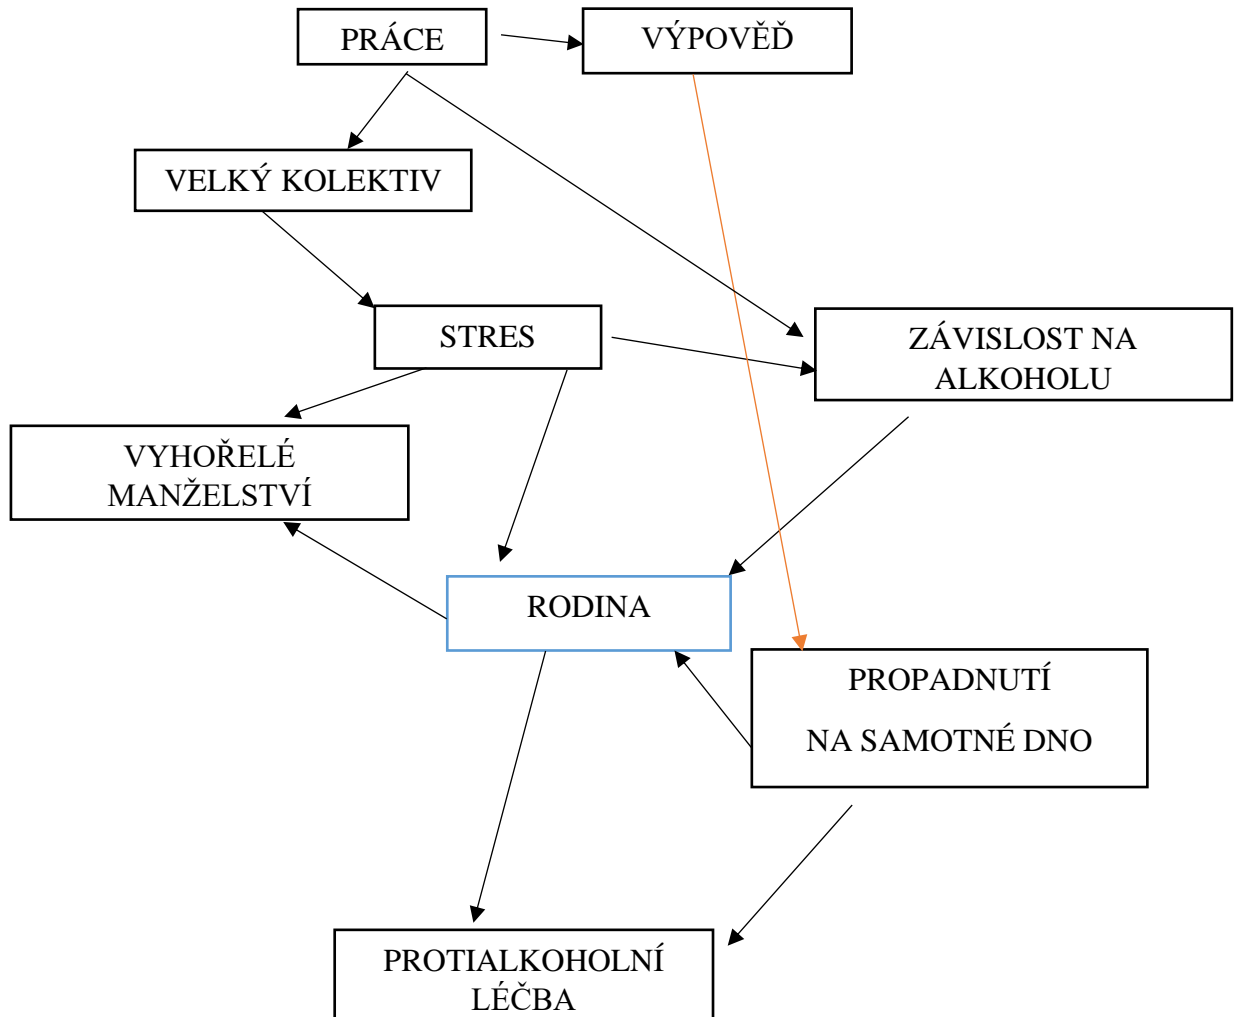 PRÁCE
VÝPOVĚĎ
VELKÝ KOLEKTIV
STRES
ZÁVISLOST NA
ALKOHOLU
VYHOŘELÉ
MANŽELSTVÍ
RODINA
PROPADNUTÍ
NA SAMOTNÉ DNO
PROTIALKOHOLNÍ
LÉČBA